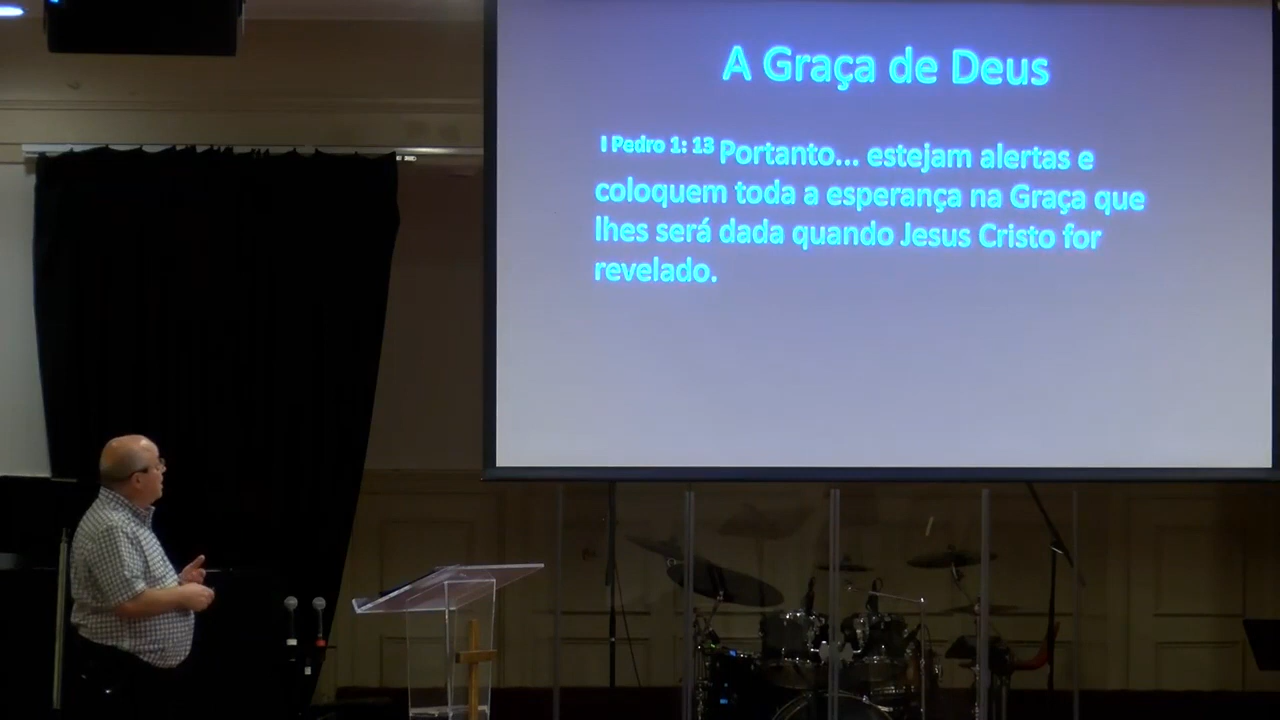 A Graça de Deus
I Pedro 1: 13 Portanto... estejam alertas e
coloquem toda a esperança na Graça que
lhes será dada quando Jesus Cristo for
revelado.